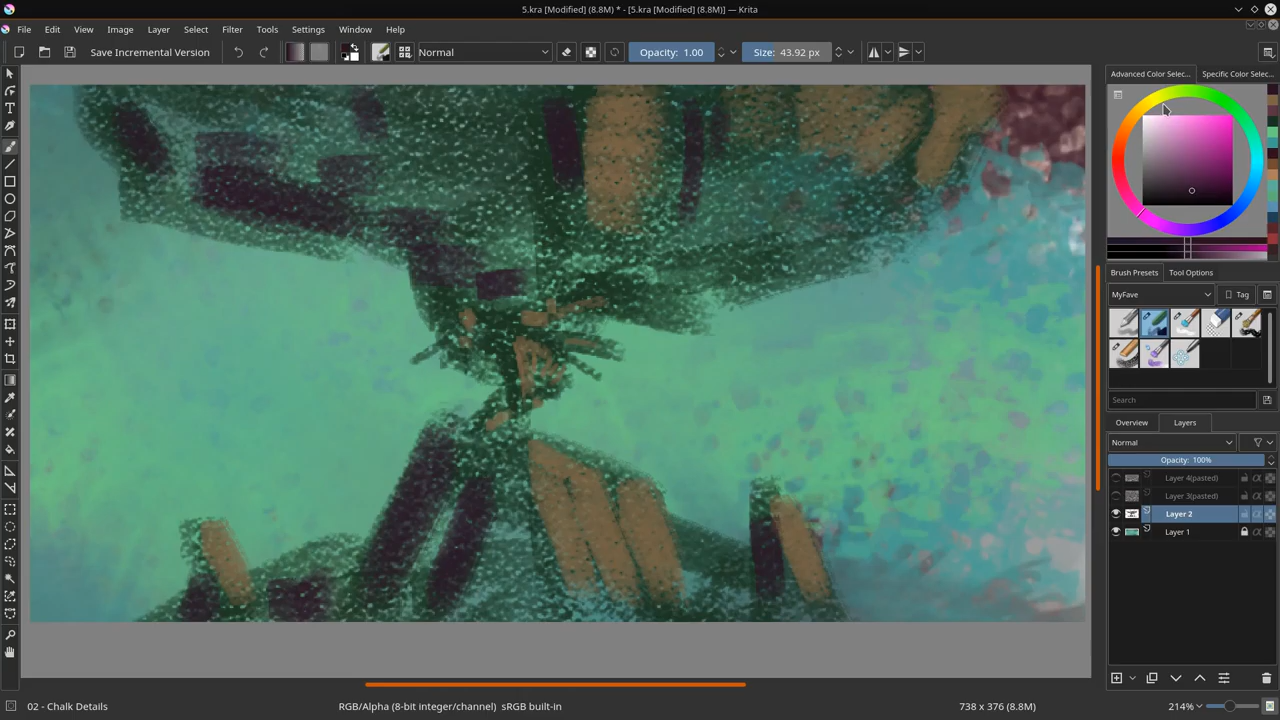 5.kra [Modified] (8.8M) * - [5.kra [Modified] (8.8M)] — Krita
File Edit View Image Layer Select Filter Tools Settings Window Help
Save Incremental Version Normal Opacity: 1.00 Size: 43.92 px
Advanced Color Selec... Specific Color Selec...
Brush Presets Tool Options
MyFave Tag
Search
Overview Layers
Normal
Opacity: 100%
Layer 4(pasted)
Layer 3(pasted)
Layer 2
Layer 1
02 - Chalk Details RGB/Alpha (8-bit integer/channel) sRGB built-in 738 x 376 (8.8M) 214%